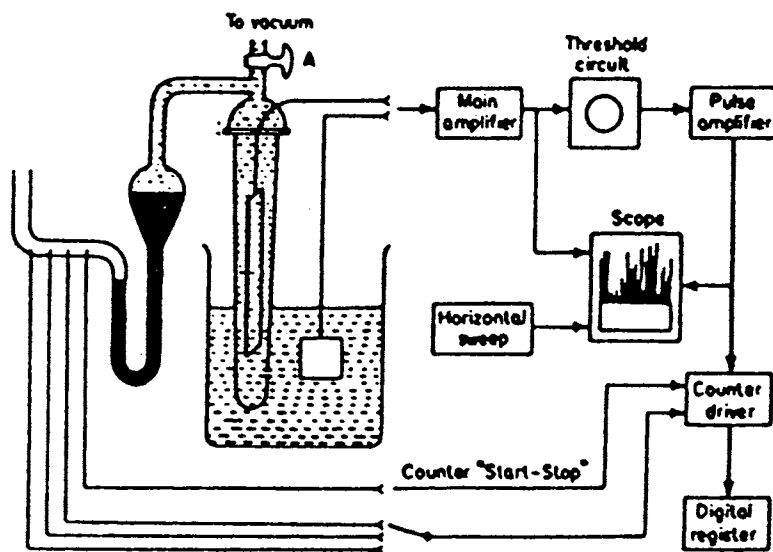 To vacuum
A
Threshold
circuit
Main
amplifier
Pulse
amplifier
Scope
Horizontal
sweep
Counter
driver
Counter "Start-Stop"
Digital
register